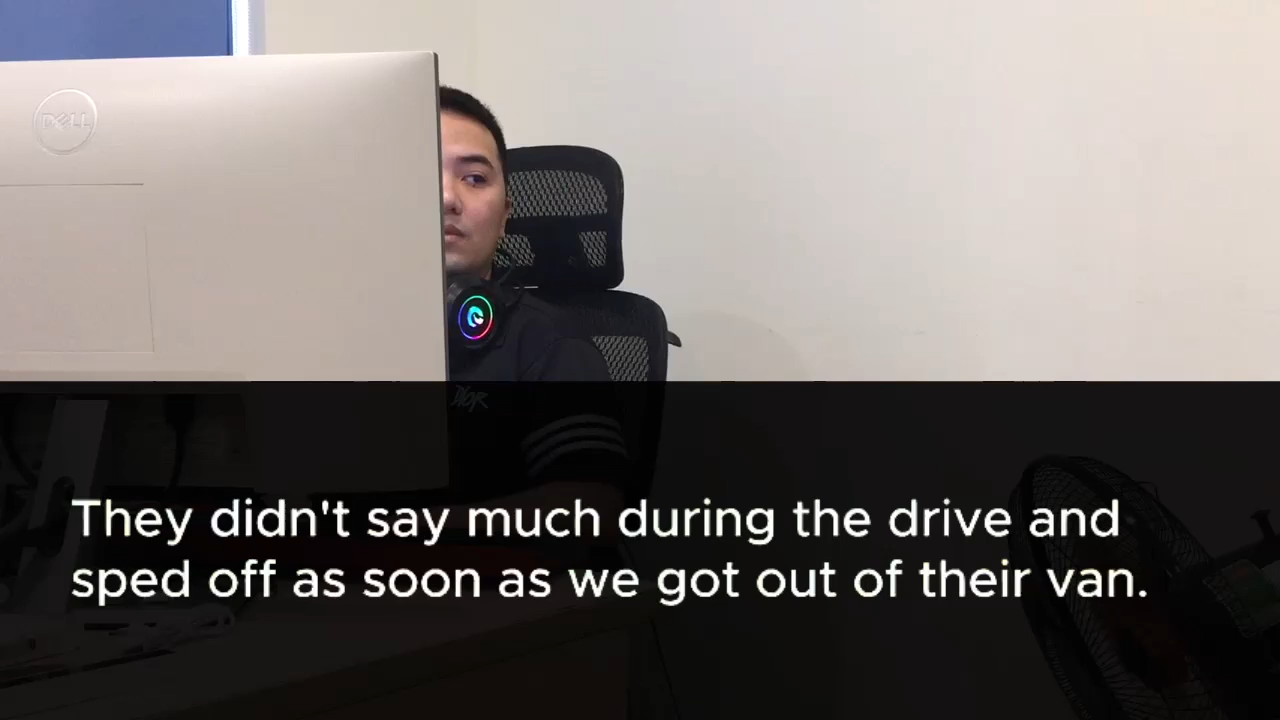 DELL
DIOR
They didn't say much during the drive and
sped off as soon as we got out of their van.